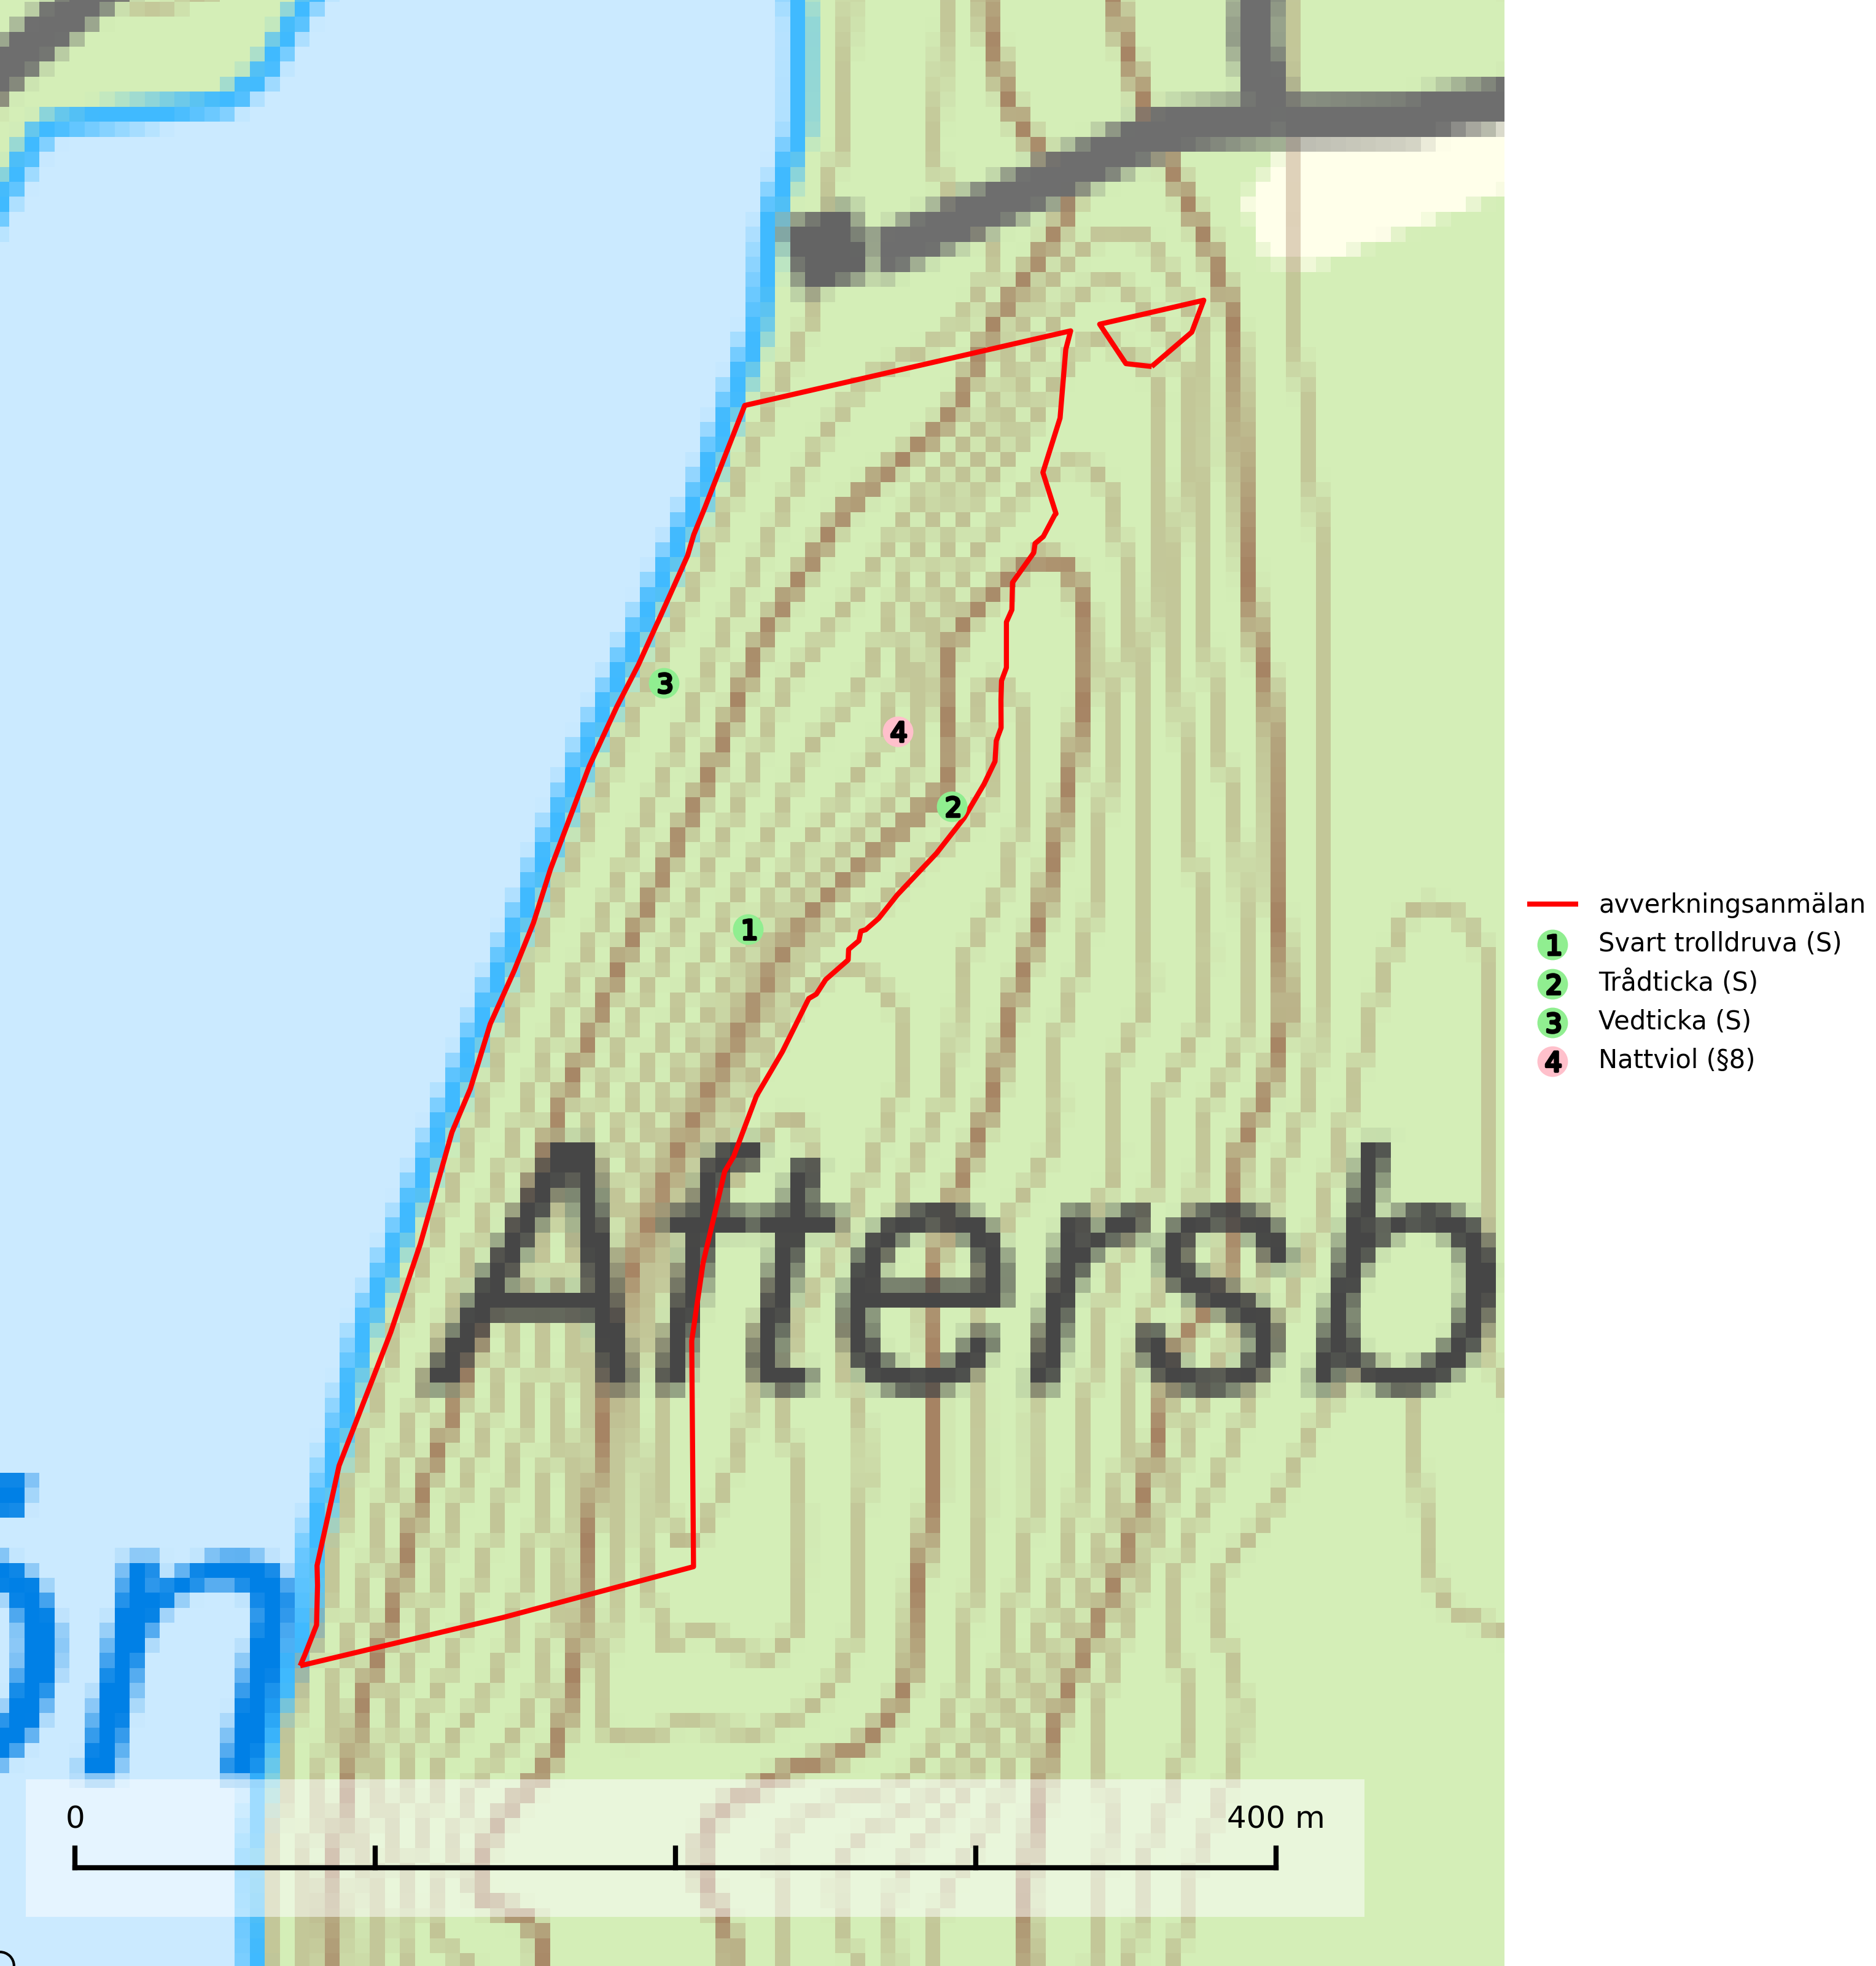 3
4
2
1
Aftersb
n
0
400 m
avverkningsanmälan
1 Svart trolldruva (S)
2 Trådticka (S)
3 Vedticka (S)
4 Nattviol (§8)